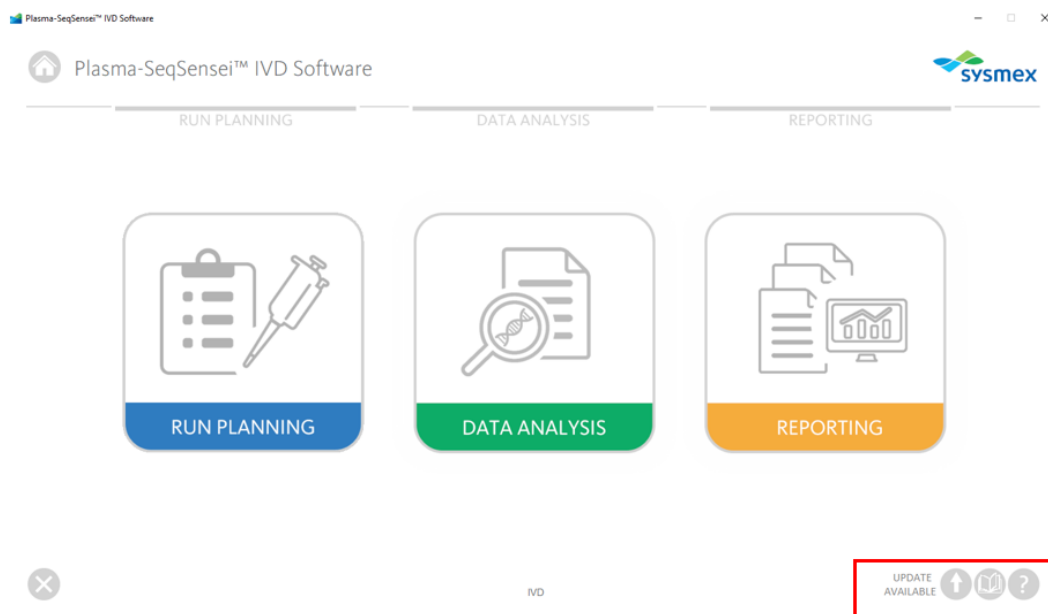 Plasma-SeqSensei™ IVD Software
Plasma-SeqSensei™ IVD Software
sysmex
RUN PLANNING
DATA ANALYSIS
REPORTING
RUN PLANNING
DATA ANALYSIS
REPORTING
IVD
UPDATE
AVAILABLE
?